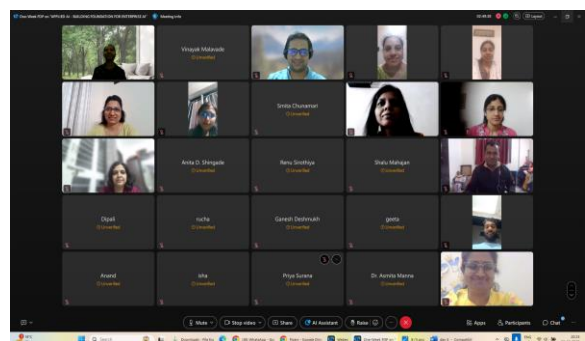 One Week FDP on "APPLIED AI - BUILDING FOUNDATION FOR ENTERPRISE AI" Meeting info
Layout
Vinayak Malavade
Unverified
Smita Chunamari
Unverified
Anita D. Shingade
Unverified
Renu Sirothiya
Unverified
Shalu Mahajan
Unverified
Dipali
Unverified
rucha
Unverified
Ganesh Deshmukh
Unverified
geeta
Unverified
Anand
Unverified
isha
Unverified
Priya Surana
Unverified
Dr. Asmita Manna
Unverified
Mute Stop video Share AI Assistant Raise Apps Participants Chat
Search